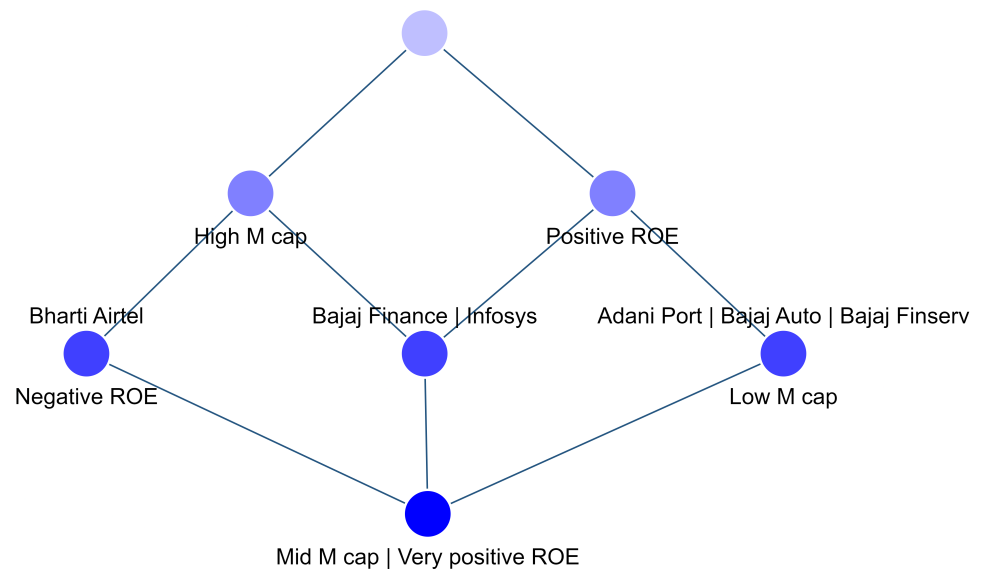 High M cap
Positive ROE
Bharti Airtel
Bajaj Finance | Infosys
Adani Port | Bajaj Auto | Bajaj Finserv
Negative ROE
Low M cap
Mid M cap | Very positive ROE